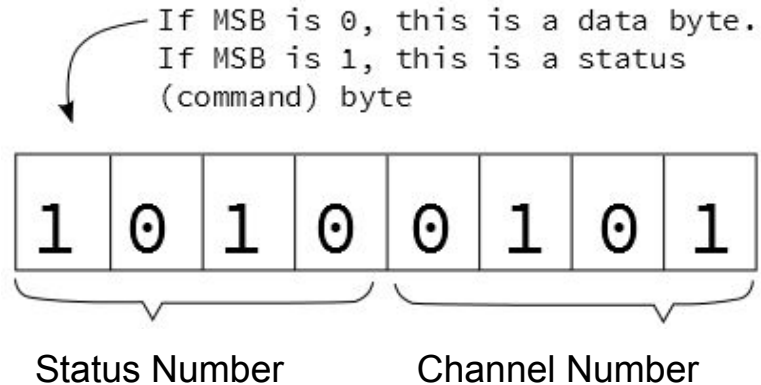 If MSB is 0, this is a data byte.
If MSB is 1, this is a status
(command) byte
1 0 1 0 0 1 0 1
Status Number Channel Number